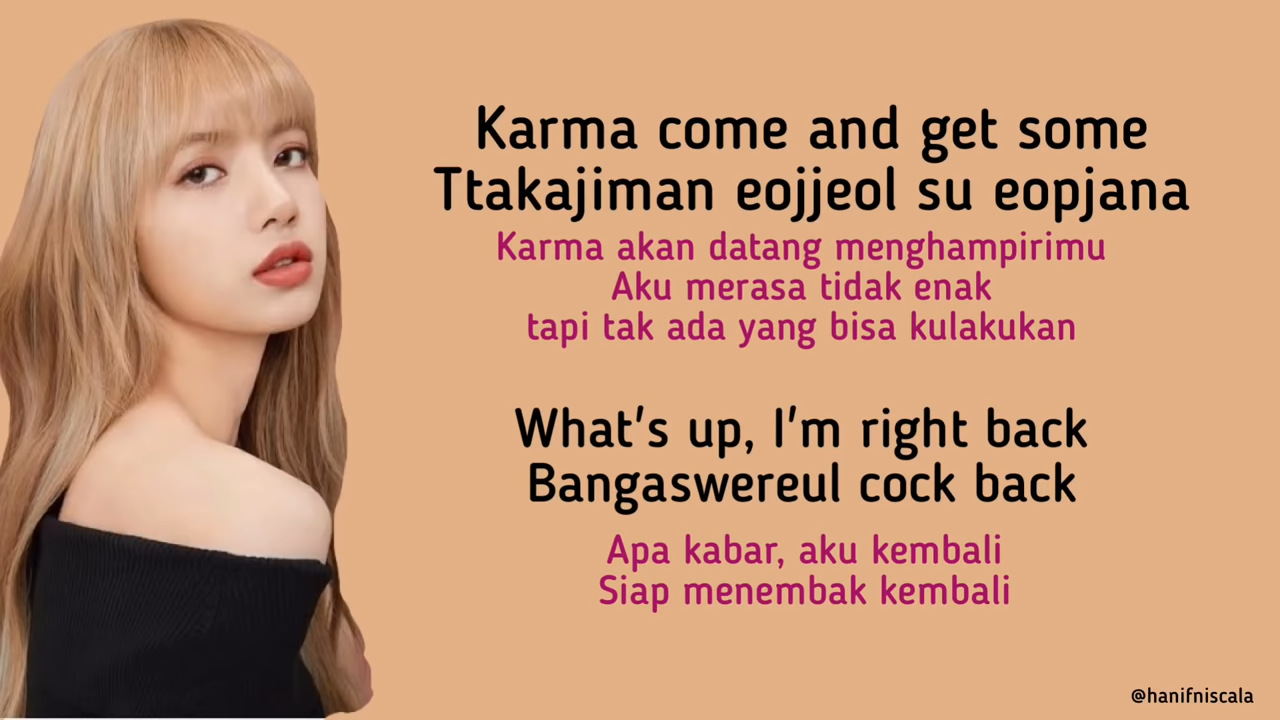 Karma come and get some
Ttakajiman eojjeol su eopjana
Karma akan datang menghampirimu
Aku merasa tidak enak
tapi tak ada yang bisa kulakukan
What's up, I'm right back
Bangaswereul cock back
Apa kabar, aku kembali
Siap menembak kembali
@hanifniscala